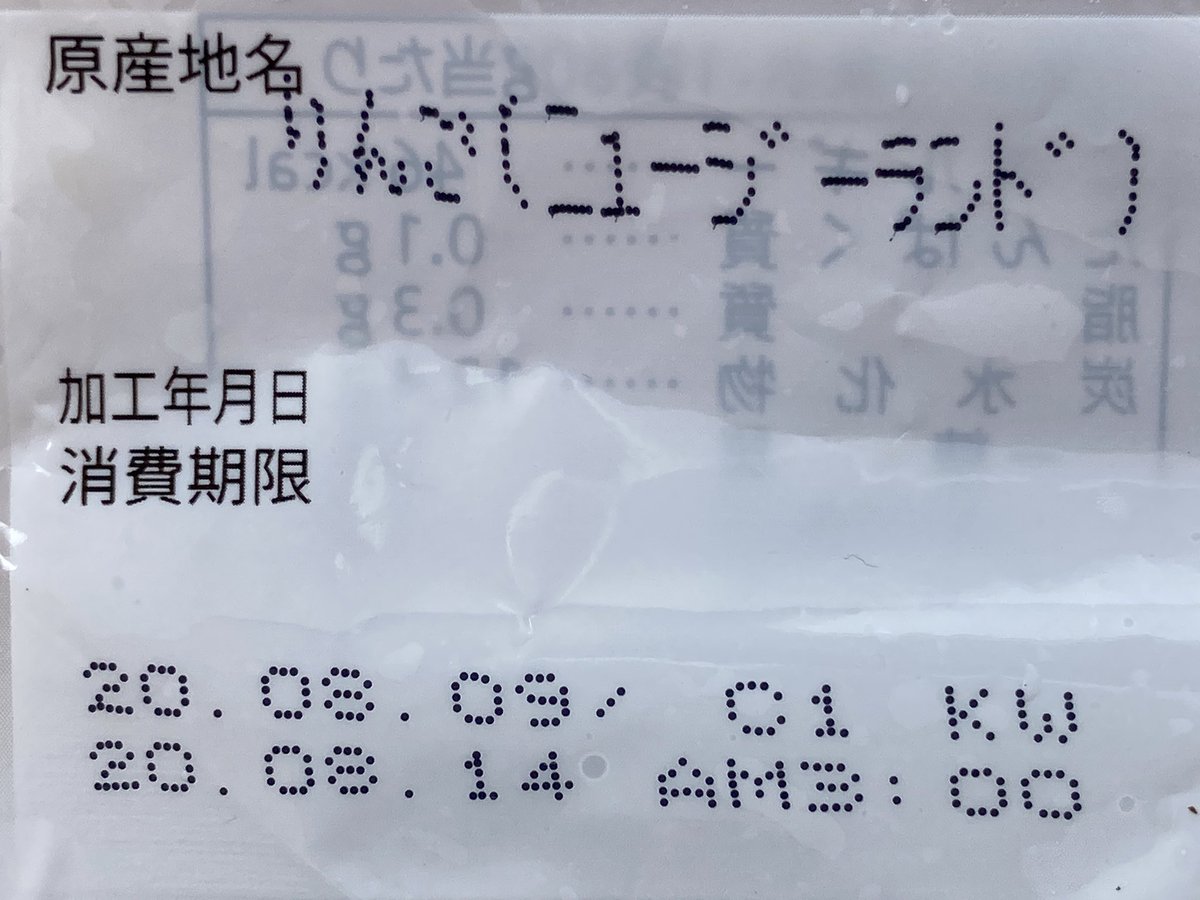 原産地名
りんご(ニュージーランド)
加工年月日
消費期限
20.08.09/ C1 KW
20.08.14 AM3:00